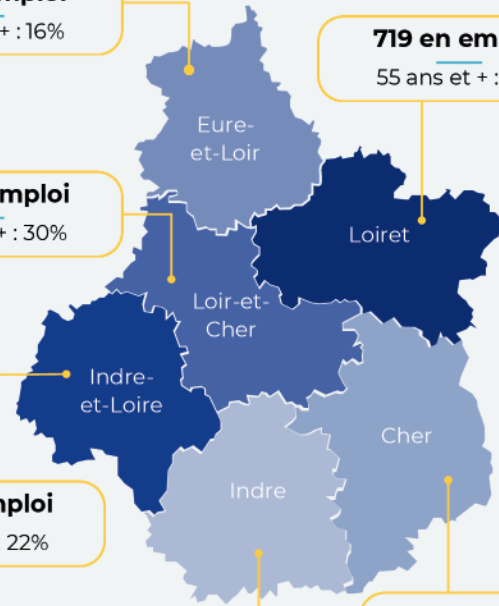 + : 16%
719 en em
55 ans et + :
Eure-
et-Loir
mploi
+ : 30%
Loiret
Loir-et-
Cher
Indre-
et-Loire
Cher
Indre
mploi
: 22%